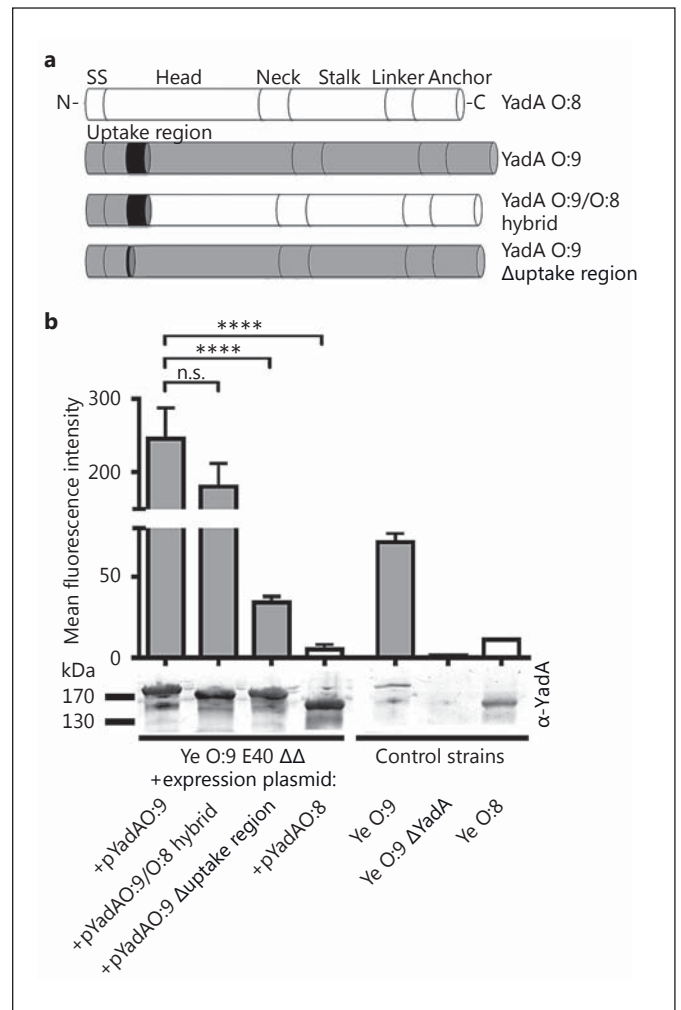 a
SS Head Neck Stalk Linker Anchor
N- -C YadA O:8
Uptake region
YadA O:9
YadA O:9/O:8
hybrid
YadA O:9
Δuptake region
b
****
****
n.s.
Mean fluorescence intensity
300
200
50
0
kDa
170
130
α-YadA
Ye O:9 E40 ΔΔ
+expression plasmid:
Control strains
+pYadAO:9
+pYadAO:9/O:8 hybrid
+pYadAO:9 Δuptake region
+pYadAO:8
Ye O:9
Ye O:9 ΔYadA
Ye O:8